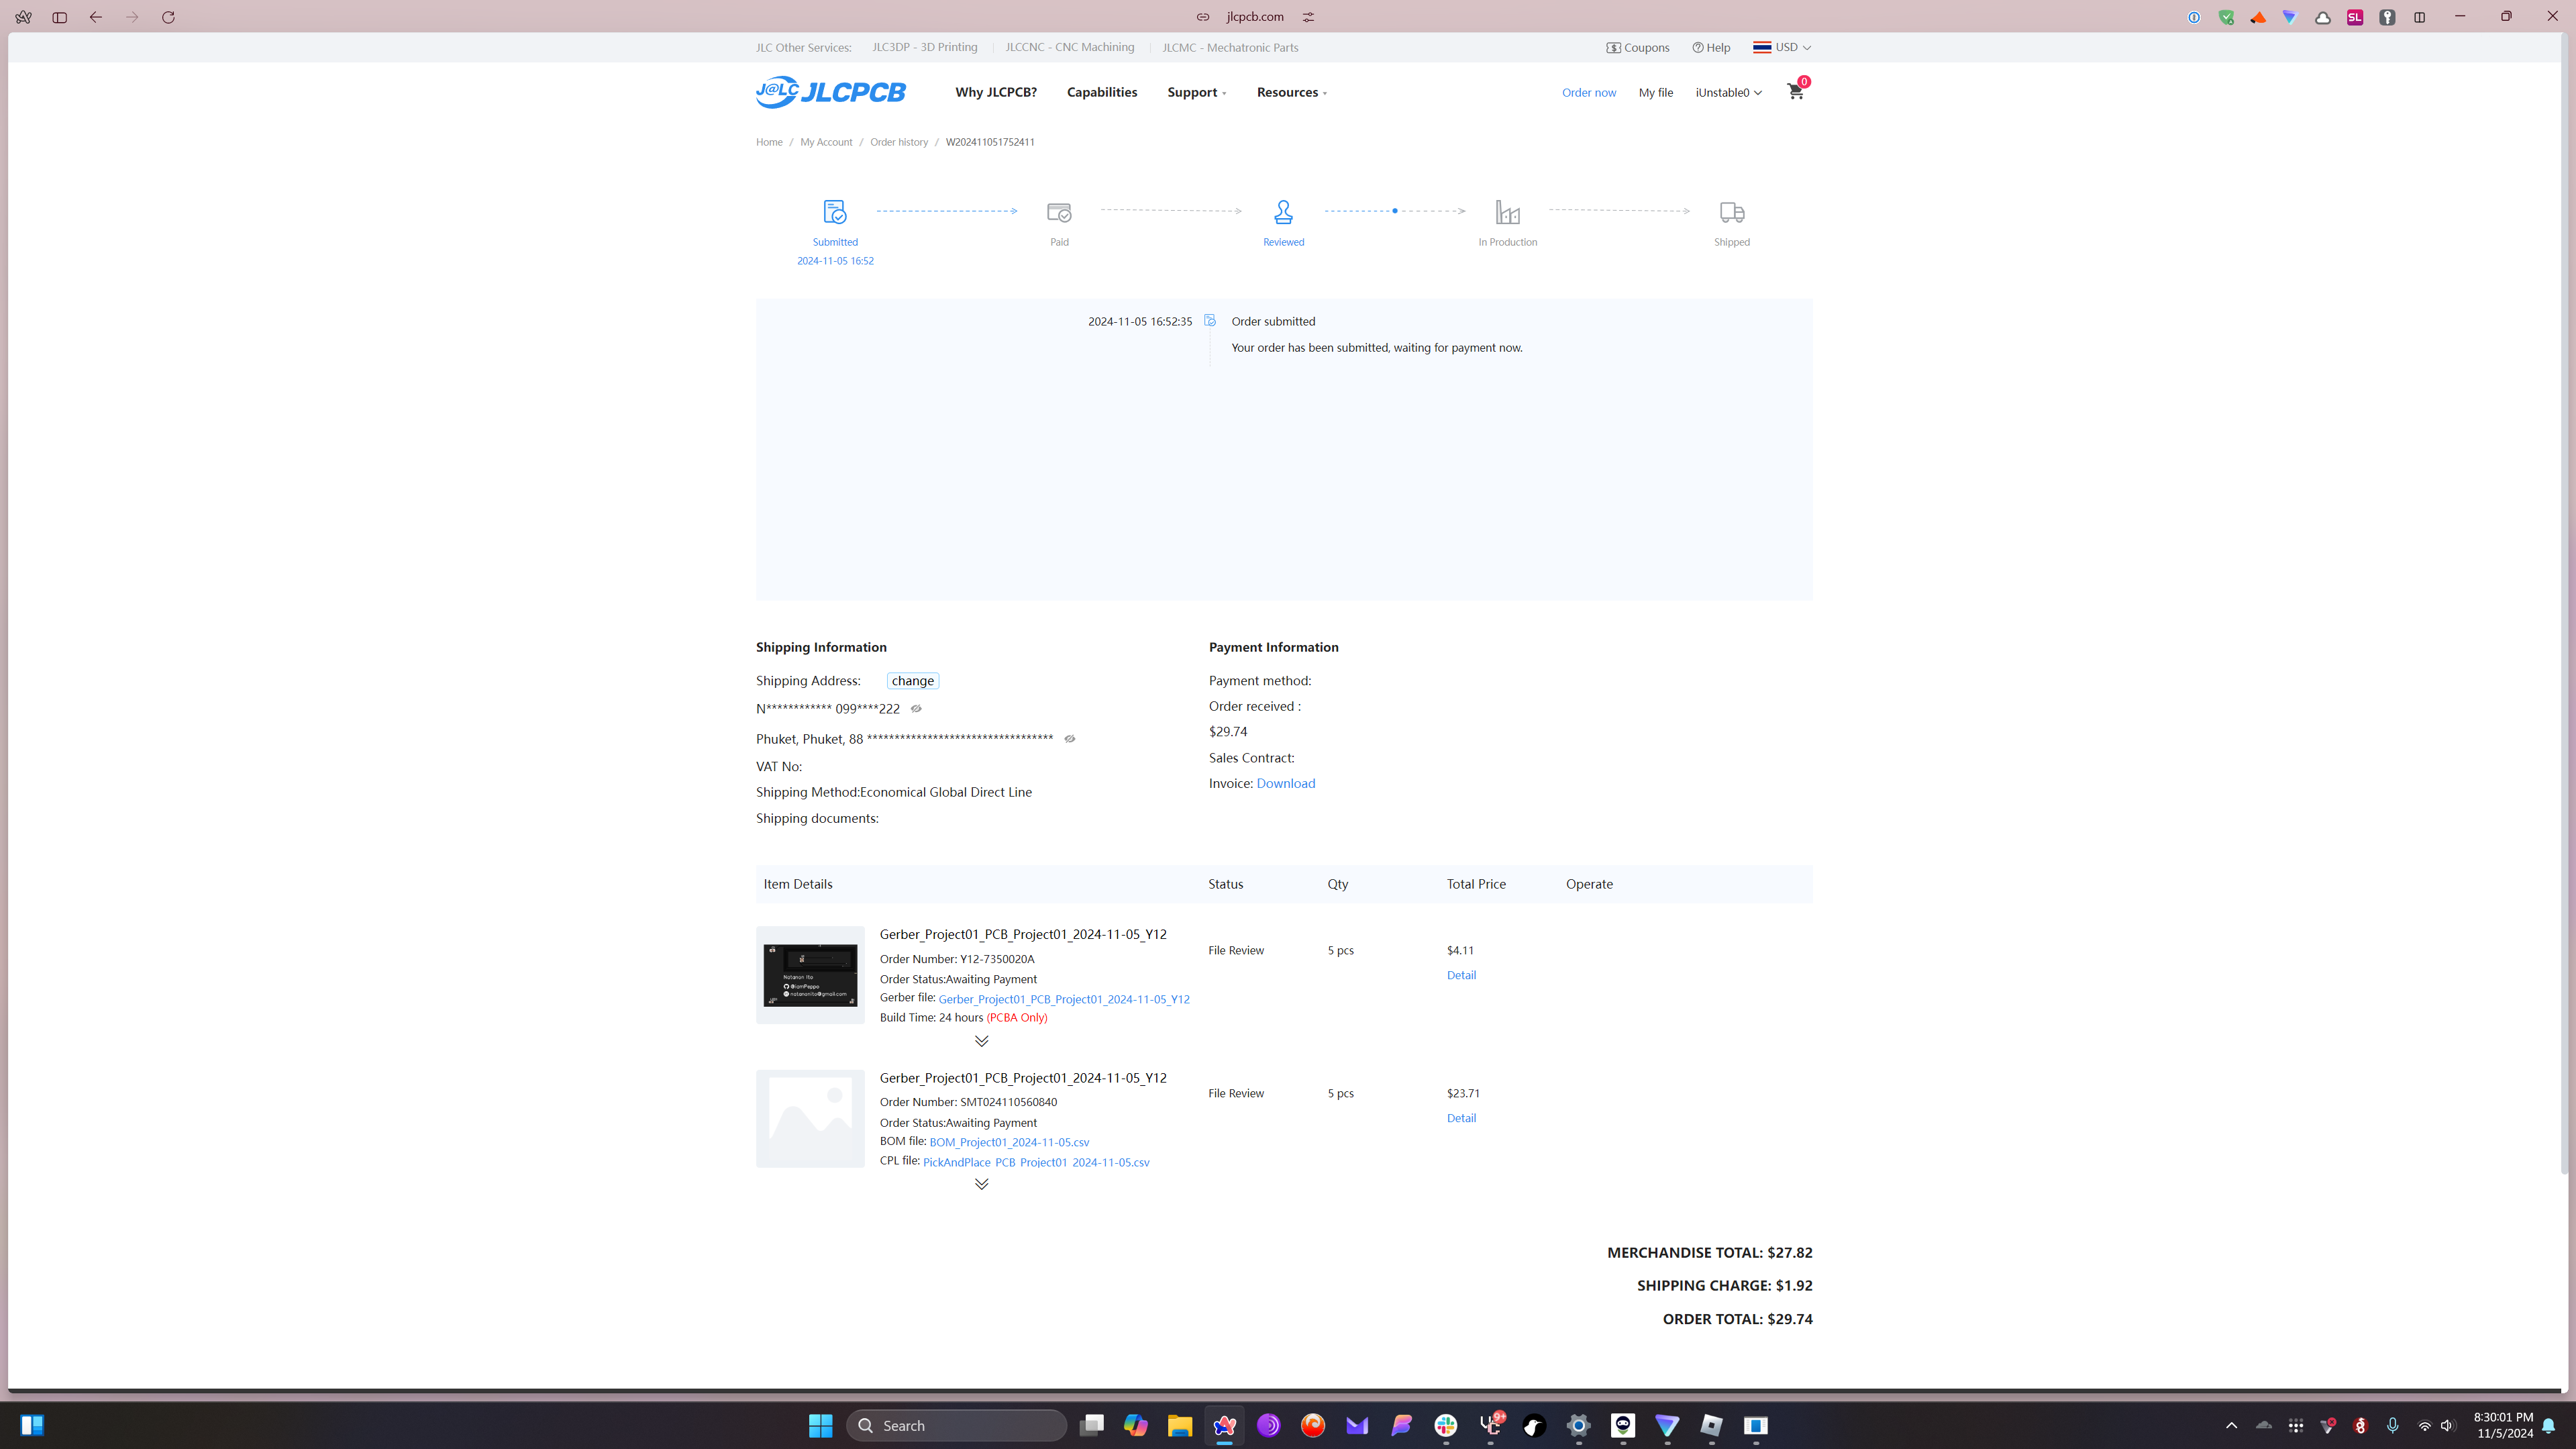 jlcpcb.com
SL
JLC Other Services: JLC3DP - 3D Printing JLCCNC - CNC Machining JLCMC - Mechatronic Parts
Coupons Help USD
J@LC JLCPCB
Why JLCPCB? Capabilities Support Resources
Order now My file iUnstable0 0
Home / My Account / Order history / W202411051752411
Submitted Paid Reviewed In Production Shipped
2024-11-05 16:52
2024-11-05 16:52:35 Order submitted
Your order has been submitted, waiting for payment now.
Shipping Information
Shipping Address: change
N************ 099****222
Phuket, Phuket, 88 **********************************
VAT No:
Shipping Method:Economical Global Direct Line
Shipping documents:
Payment Information
Payment method:
Order received :
$29.74
Sales Contract:
Invoice: Download
Item Details Status Qty Total Price Operate
Natanon Ito
@iamPeppo
natananito@gmail.com
Gerber_Project01_PCB_Project01_2024-11-05_Y12
Order Number: Y12-7350020A
Order Status:Awaiting Payment
Gerber file: Gerber_Project01_PCB_Project01_2024-11-05_Y12
Build Time: 24 hours (PCBA Only)
File Review 5 pcs $4.11
Detail
Gerber_Project01_PCB_Project01_2024-11-05_Y12
Order Number: SMT024110560840
Order Status:Awaiting Payment
BOM file: BOM_Project01_2024-11-05.csv
CPL file: PickAndPlace_PCB_Project01_2024-11-05.csv
File Review 5 pcs $23.71
Detail
MERCHANDISE TOTAL: $27.82
SHIPPING CHARGE: $1.92
ORDER TOTAL: $29.74
Search
9+
8:30:01 PM
11/5/2024